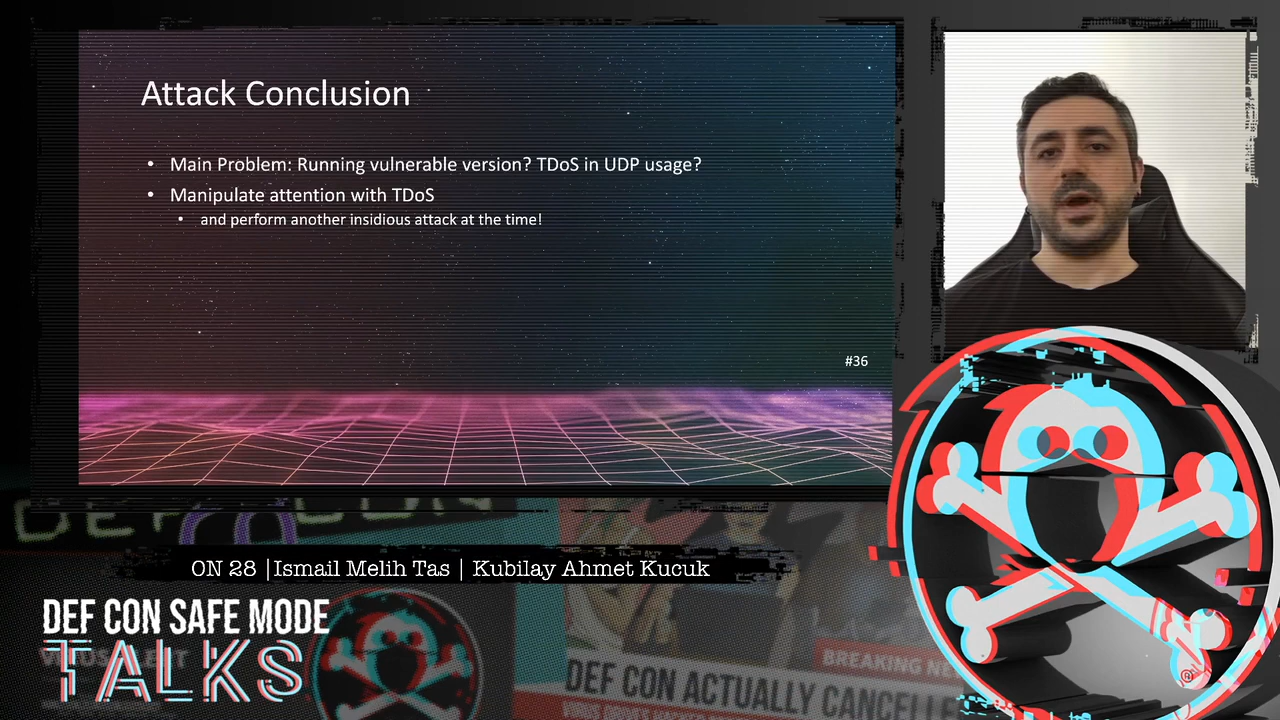 Attack Conclusion
• Main Problem: Running vulnerable version? TDoS in UDP usage?
• Manipulate attention with TDoS
• and perform another insidious attack at the time!
#36
DEF CON
ON 28 | Ismail Melih Tas | Kubilay Ahmet Kucuk
DEF CON SAFE MODE
TALKS
BREAKING NE
DEF CON ACTUALLY CANCELLE
®